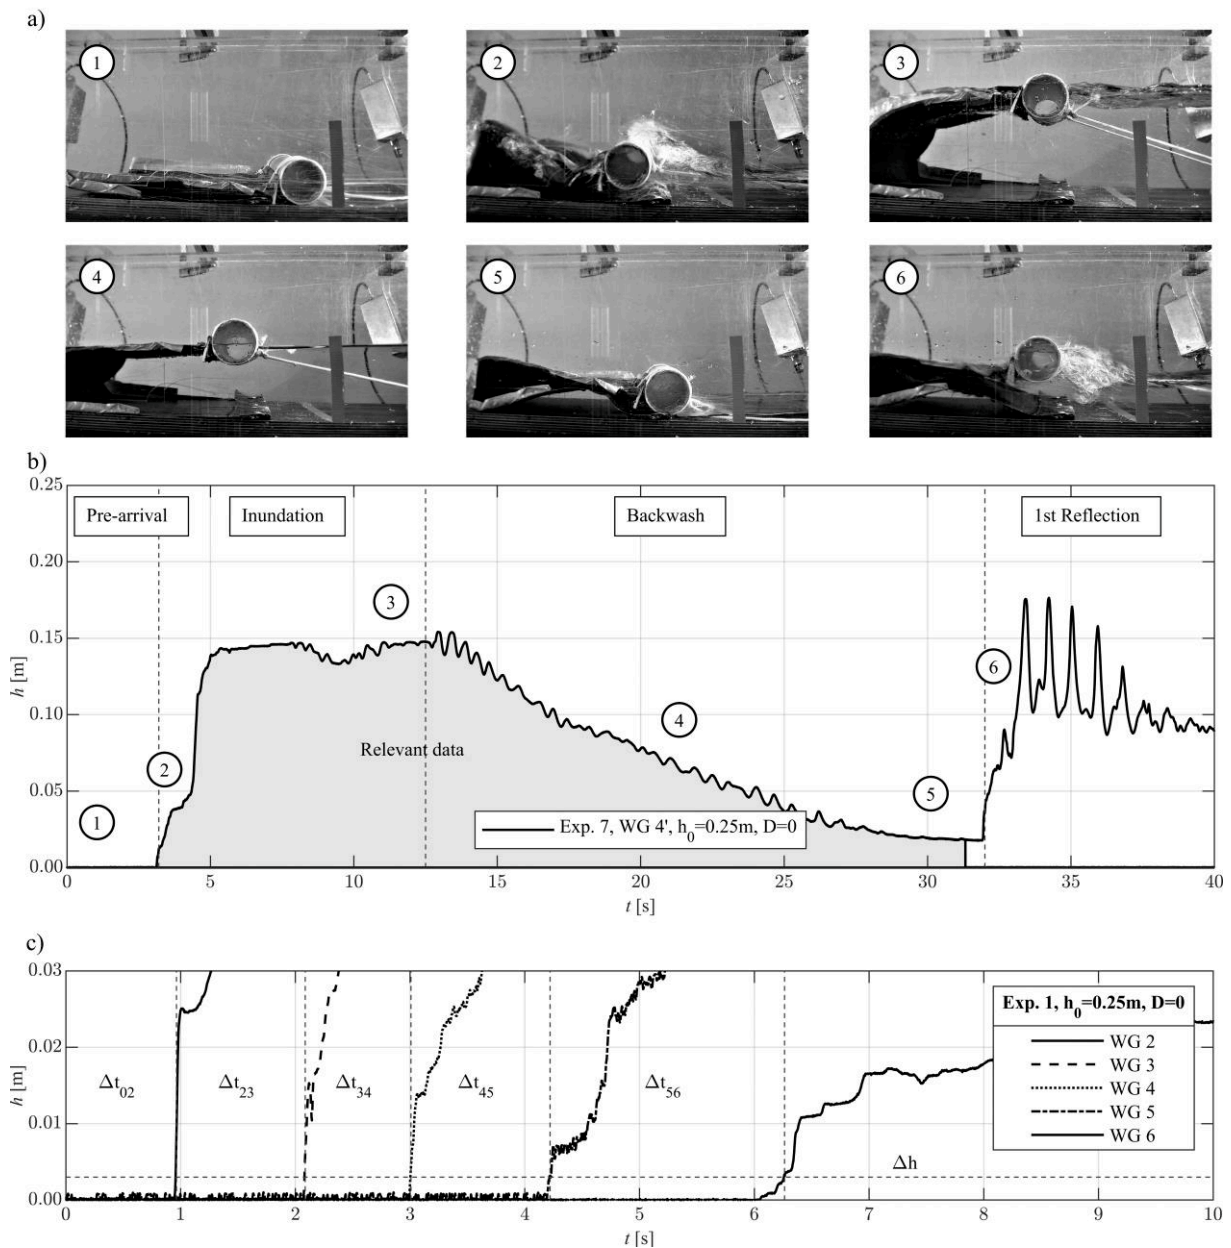 a)
1
2
3
4
5
6
b)
0.25
0.20
0.15
0.10
0.05
0.00
h [m]
Pre-arrival
Inundation
Backwash
1st Reflection
1
2
3
4
5
6
Relevant data
Exp. 7, WG 4', h₀=0.25m, D=0
0 5 10 15 20 25 30 35 40
t [s]
c)
0.03
0.02
0.01
0.00
h [m]
Δt₀₂
Δt₂₃
Δt₃₄
Δt₄₅
Δt₅₆
Δh
Exp. 1, h₀=0.25m, D=0
WG 2
WG 3
WG 4
WG 5
WG 6
0 1 2 3 4 5 6 7 8 9 10
t [s]